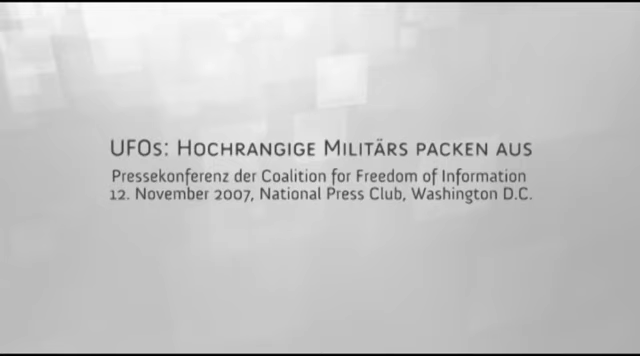 UFOs: Hochrangige Militärs packen aus
Pressekonferenz der Coalition for Freedom of Information
12. November 2007, National Press Club, Washington D.C.